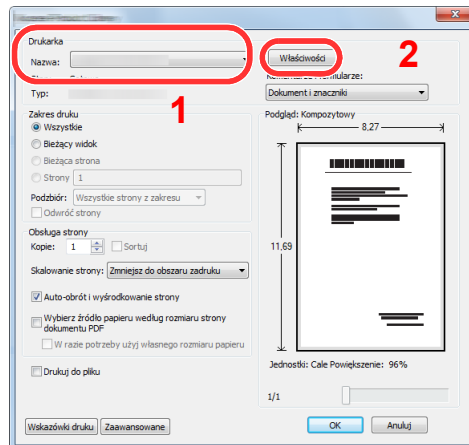 Drukarka
Nazwa:
Właściwości
2
Typ:
1
Dokument i znaczniki
Zakres druku
Wszystkie
Bieżący widok
Bieżąca strona
Strony 1
Podzbiór: Wszystkie strony z zakresu
Odwróć strony
Obsługa strony
Kopie: 1 Sortuj
Skalowanie strony: Zmniejsz do obszaru zadruku
Auto-obrót i wyśrodkowanie strony
Wybierz źródło papieru według rozmiaru strony
dokumentu PDF
W razie potrzeby użyj własnego rozmiaru papieru
Drukuj do pliku
Podgląd: Kompozytowy
8,27
11,69
Jednostki: Cale Powiększenie: 96%
1/1
Wskazówki druku Zaawansowane
OK Anuluj